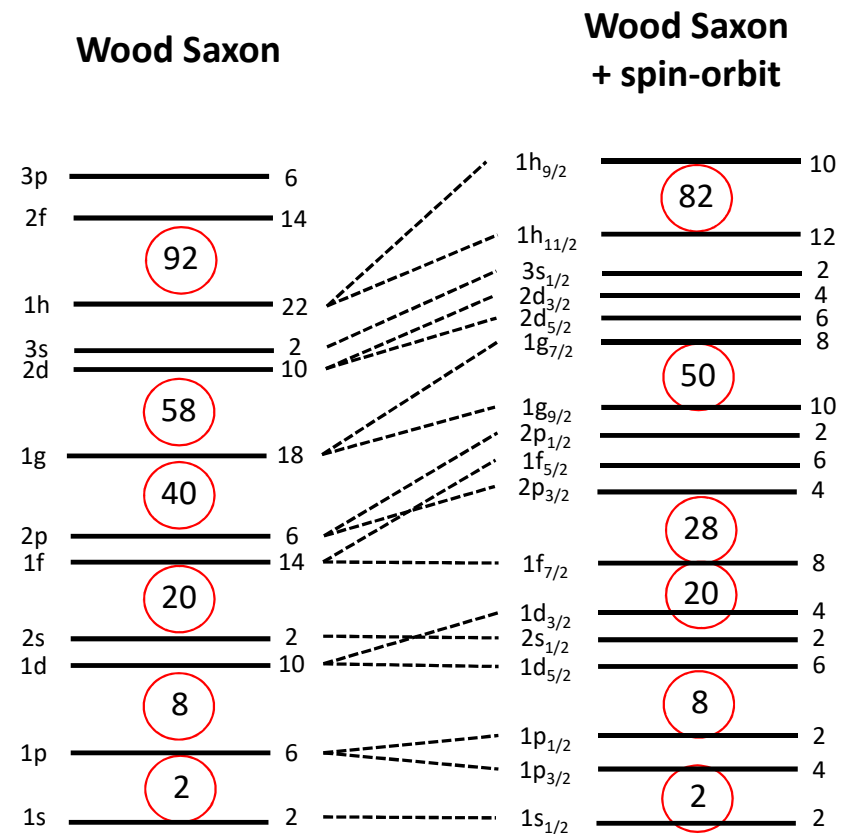 Wood Saxon
Wood Saxon
+ spin-orbit
3p 6
2f 14
92
1h 22
3s 2
2d 10
58
1g 18
40
2p 6
1f 14
20
2s 2
1d 10
8
1p 6
2
1s 2
1h9/2 10
82
1h11/2 12
3s1/2 2
2d3/2 4
2d5/2 6
1g7/2 8
50
1g9/2 10
2p1/2 2
1f5/2 6
2p3/2 4
28
1f7/2 8
20
1d3/2 4
2s1/2 2
1d5/2 6
8
1p1/2 2
1p3/2 4
2
1s1/2 2